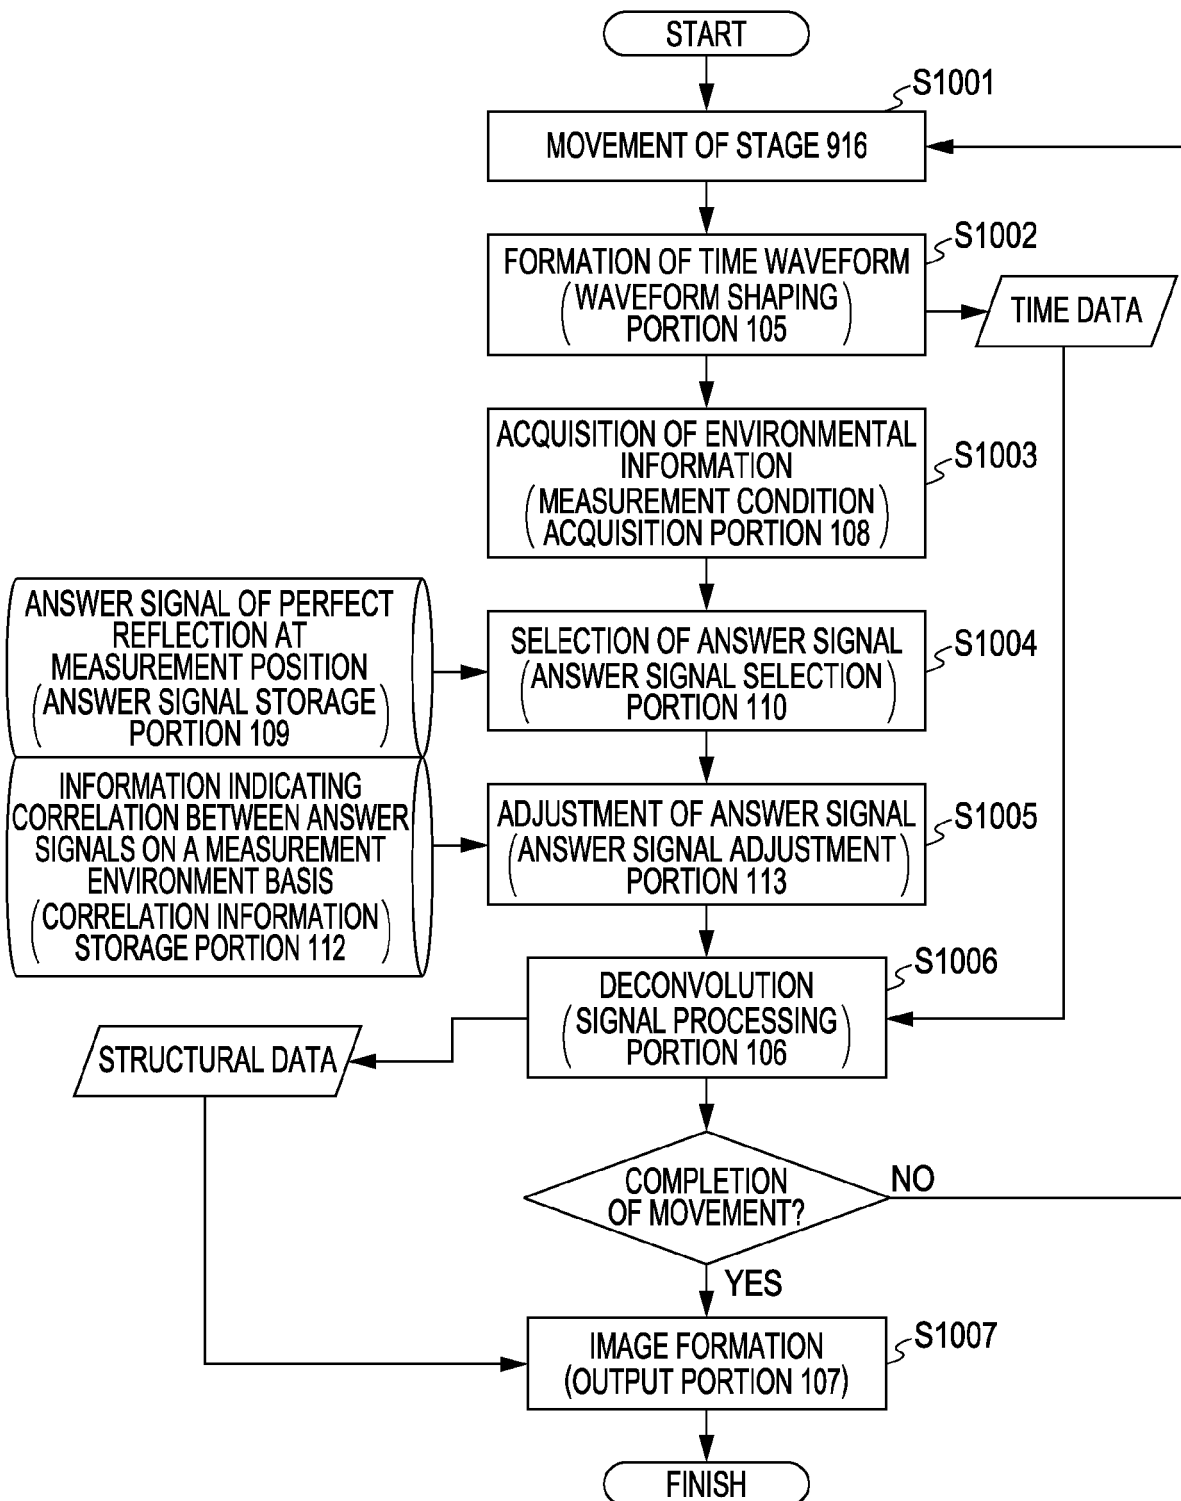 START
S1001
MOVEMENT OF STAGE 916
S1002
FORMATION OF TIME WAVEFORM
(WAVEFORM SHAPING
PORTION 105)
TIME DATA
ACQUISITION OF ENVIRONMENTAL
INFORMATION
(MEASUREMENT CONDITION
ACQUISITION PORTION 108)
S1003
ANSWER SIGNAL OF PERFECT
REFLECTION AT
MEASUREMENT POSITION
(ANSWER SIGNAL STORAGE
PORTION 109)
SELECTION OF ANSWER SIGNAL
(ANSWER SIGNAL SELECTION
PORTION 110)
S1004
INFORMATION INDICATING
CORRELATION BETWEEN ANSWER
SIGNALS ON A MEASUREMENT
ENVIRONMENT BASIS
(CORRELATION INFORMATION
STORAGE PORTION 112)
ADJUSTMENT OF ANSWER SIGNAL
(ANSWER SIGNAL ADJUSTMENT
PORTION 113)
S1005
S1006
DECONVOLUTION
(SIGNAL PROCESSING
PORTION 106)
STRUCTURAL DATA
COMPLETION
OF MOVEMENT?
NO
YES
IMAGE FORMATION
(OUTPUT PORTION 107)
S1007
FINISH